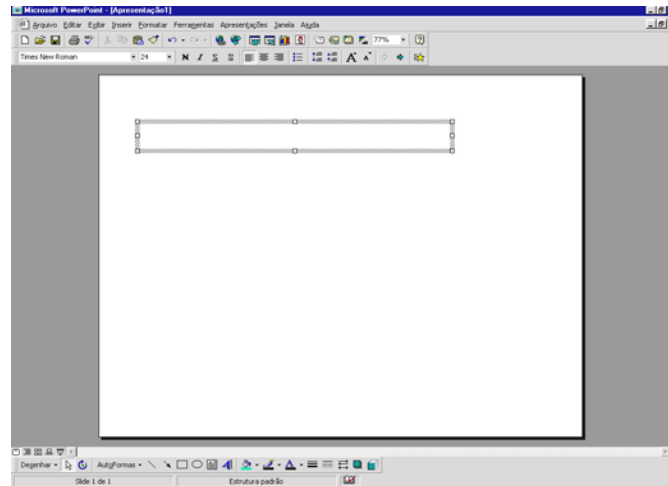 Microsoft PowerPoint - [Apresentação1]
Arquivo Editar Exibir Inserir Formatar Ferramentas Apresentações Janela Ajuda
77%
Times New Roman 24 N I S S A A
Desenhar AutoFormas
Slide 1 de 1 Estrutura padrão